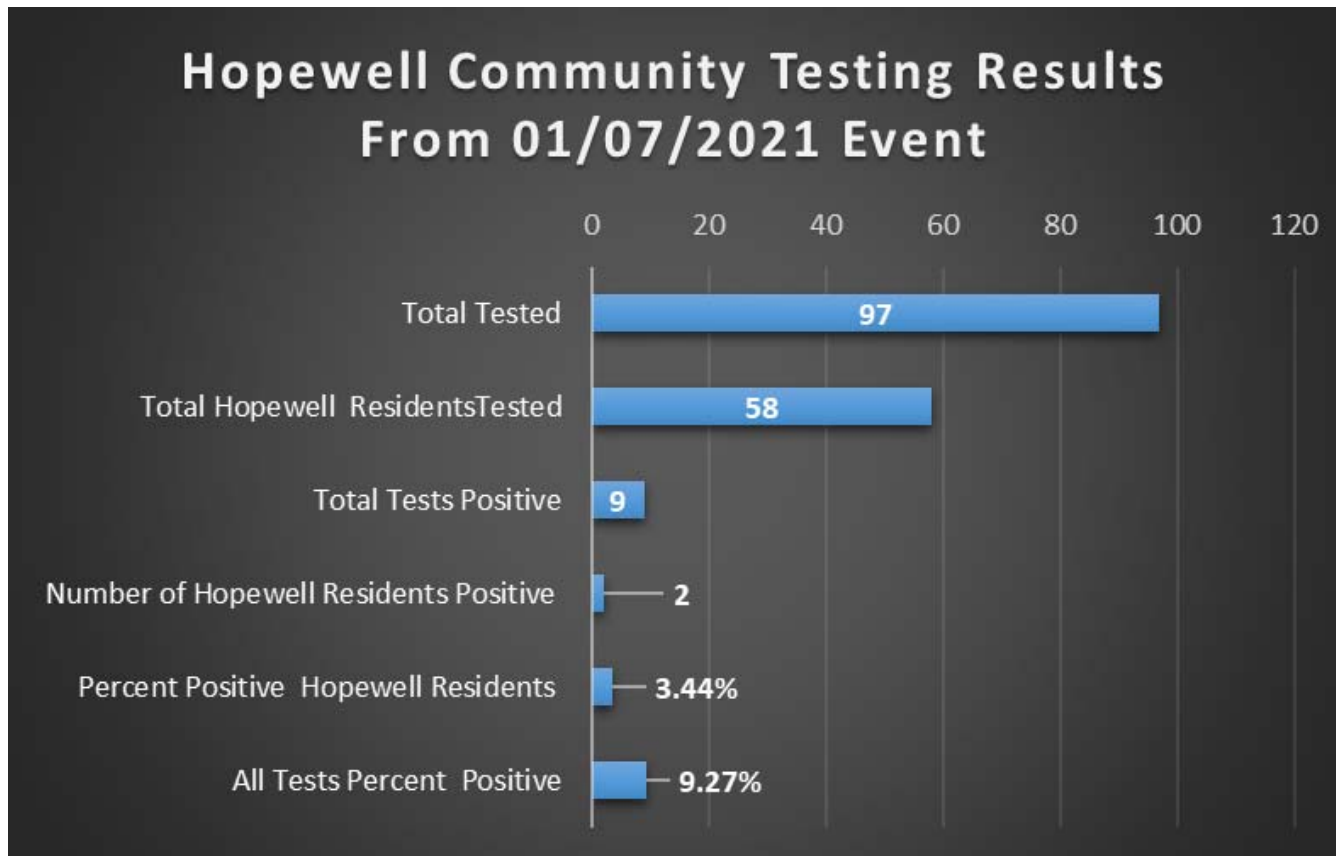 Hopewell Community Testing Results
From 01/07/2021 Event
0 20 40 60 80 100 120
Total Tested 97
Total Hopewell ResidentsTested 58
Total Tests Positive 9
Number of Hopewell Residents Positive 2
Percent Positive Hopewell Residents 3.44%
All Tests Percent Positive 9.27%